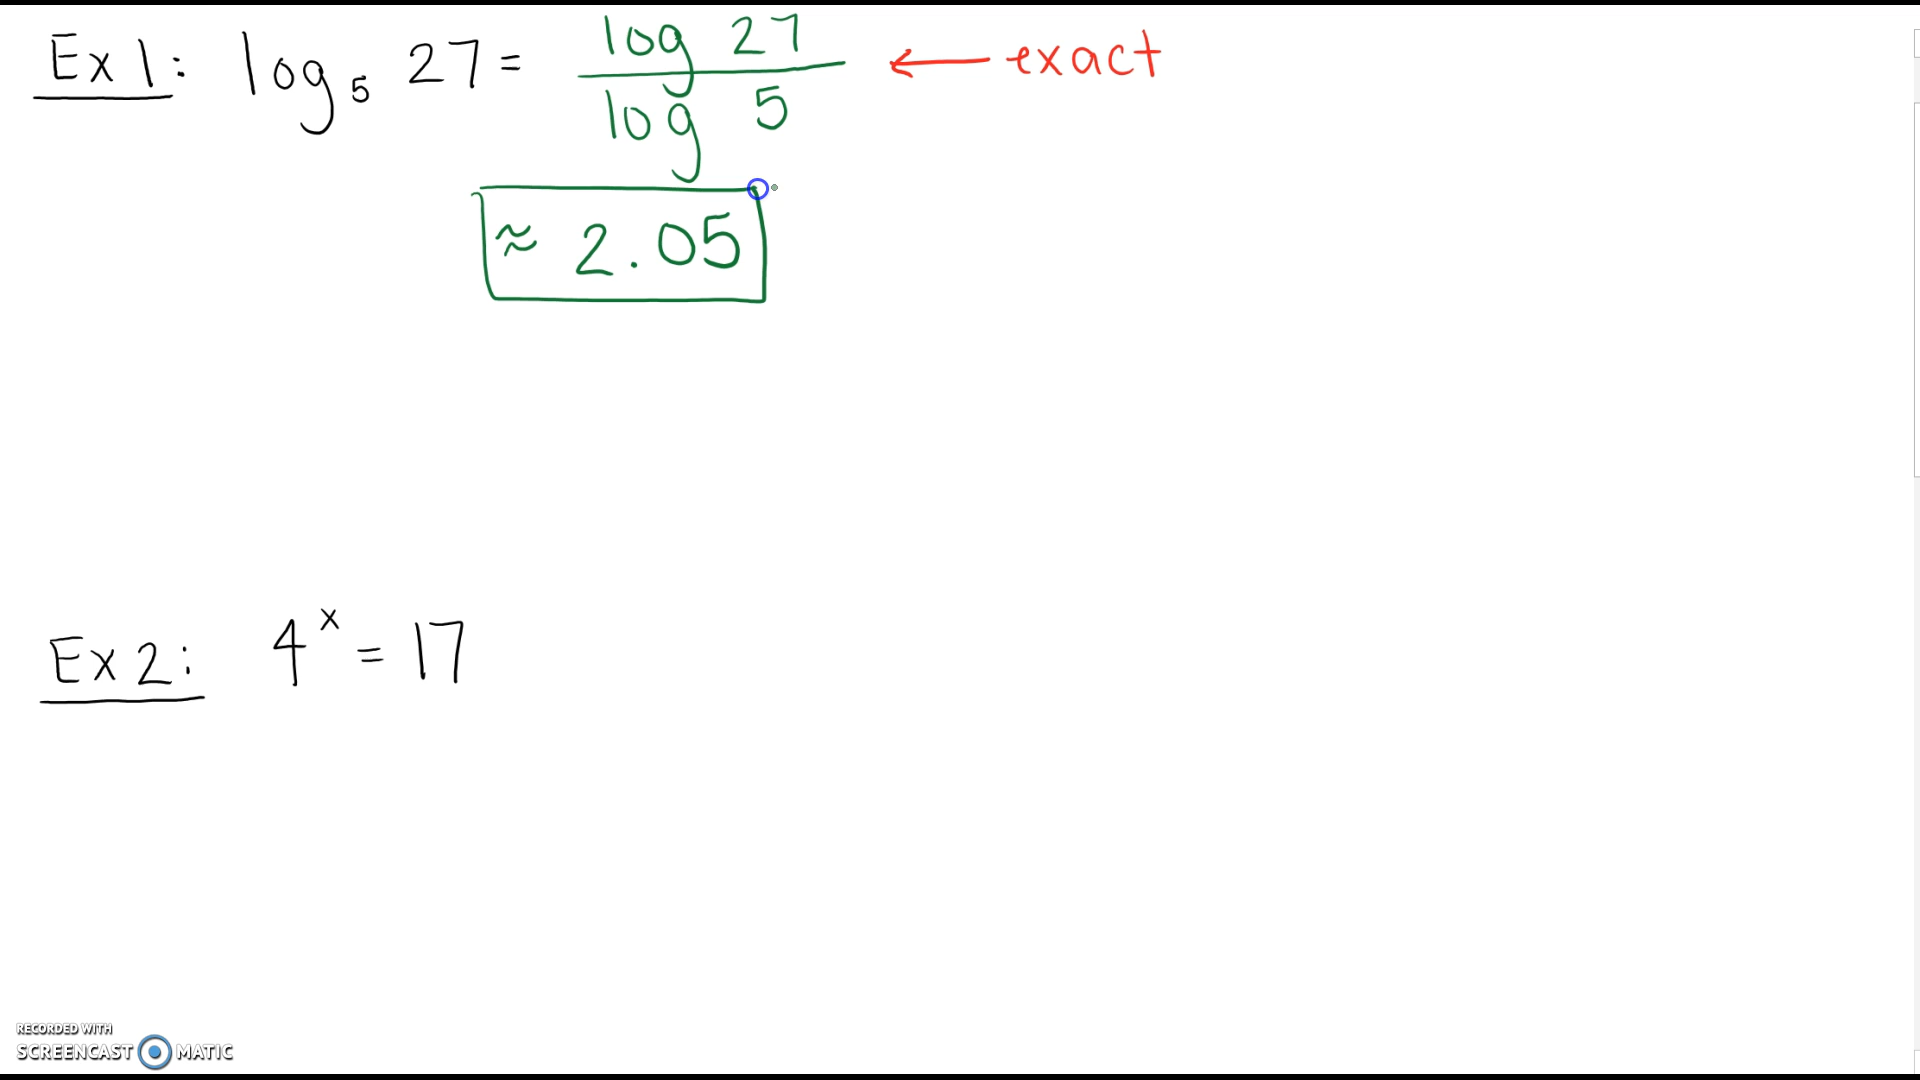 Ex 1: log₅ 27 = log 27 / log 5 ← exact
≈ 2.05
Ex 2: 4ˣ = 17
RECORDED WITH
SCREENCAST MATIC